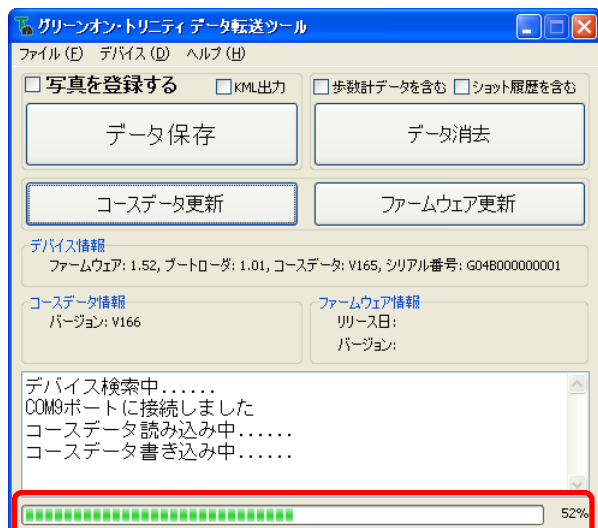 グリーンオン・トリニティ データ転送ツール
ファイル(F) デバイス(D) ヘルプ(H)
写真を登録する KML出力 歩数計データを含む ショット履歴を含む
データ保存 データ消去
コースデータ更新 ファームウェア更新
デバイス情報
ファームウェア: 1.52, ブートローダ: 1.01, コースデータ: V165, シリアル番号: G04B000000001
コースデータ情報 ファームウェア情報
バージョン: V166 リリース日:
バージョン:
デバイス検索中......
COM9ポートに接続しました
コースデータ読み込み中......
コースデータ書き込み中......
52%